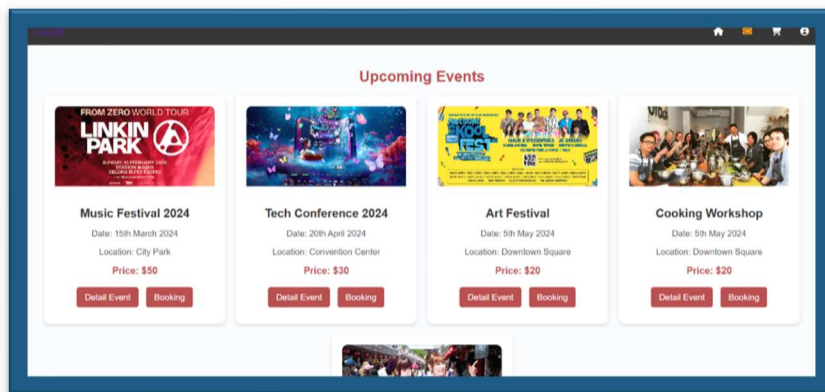 Upcoming Events
FROM ZERO WORLD TOUR
LINKIN
PARK
Music Festival 2024
Date: 15th March 2024
Location: City Park
Price: $50
Detail Event Booking
Tech Conference 2024
Date: 20th April 2024
Location: Convention Center
Price: $30
Detail Event Booking
Art Festival
Date: 5th May 2024
Location: Downtown Square
Price: $20
Detail Event Booking
Cooking Workshop
Date: 5th May 2024
Location: Downtown Square
Price: $20
Detail Event Booking